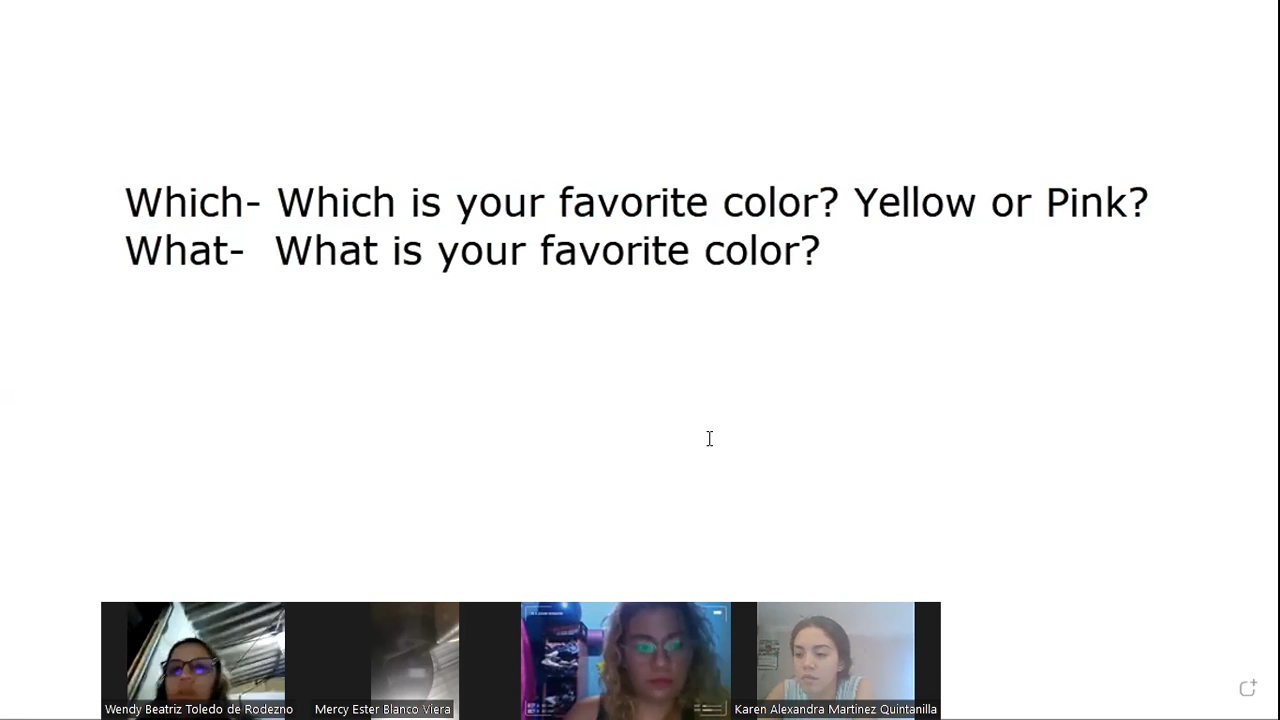 Which- Which is your favorite color? Yellow or Pink?
What- What is your favorite color?
Wendy Beatriz Toledo de Rodezno
Mercy Ester Blanco Viera
Karen Alexandra Martinez Quintanilla